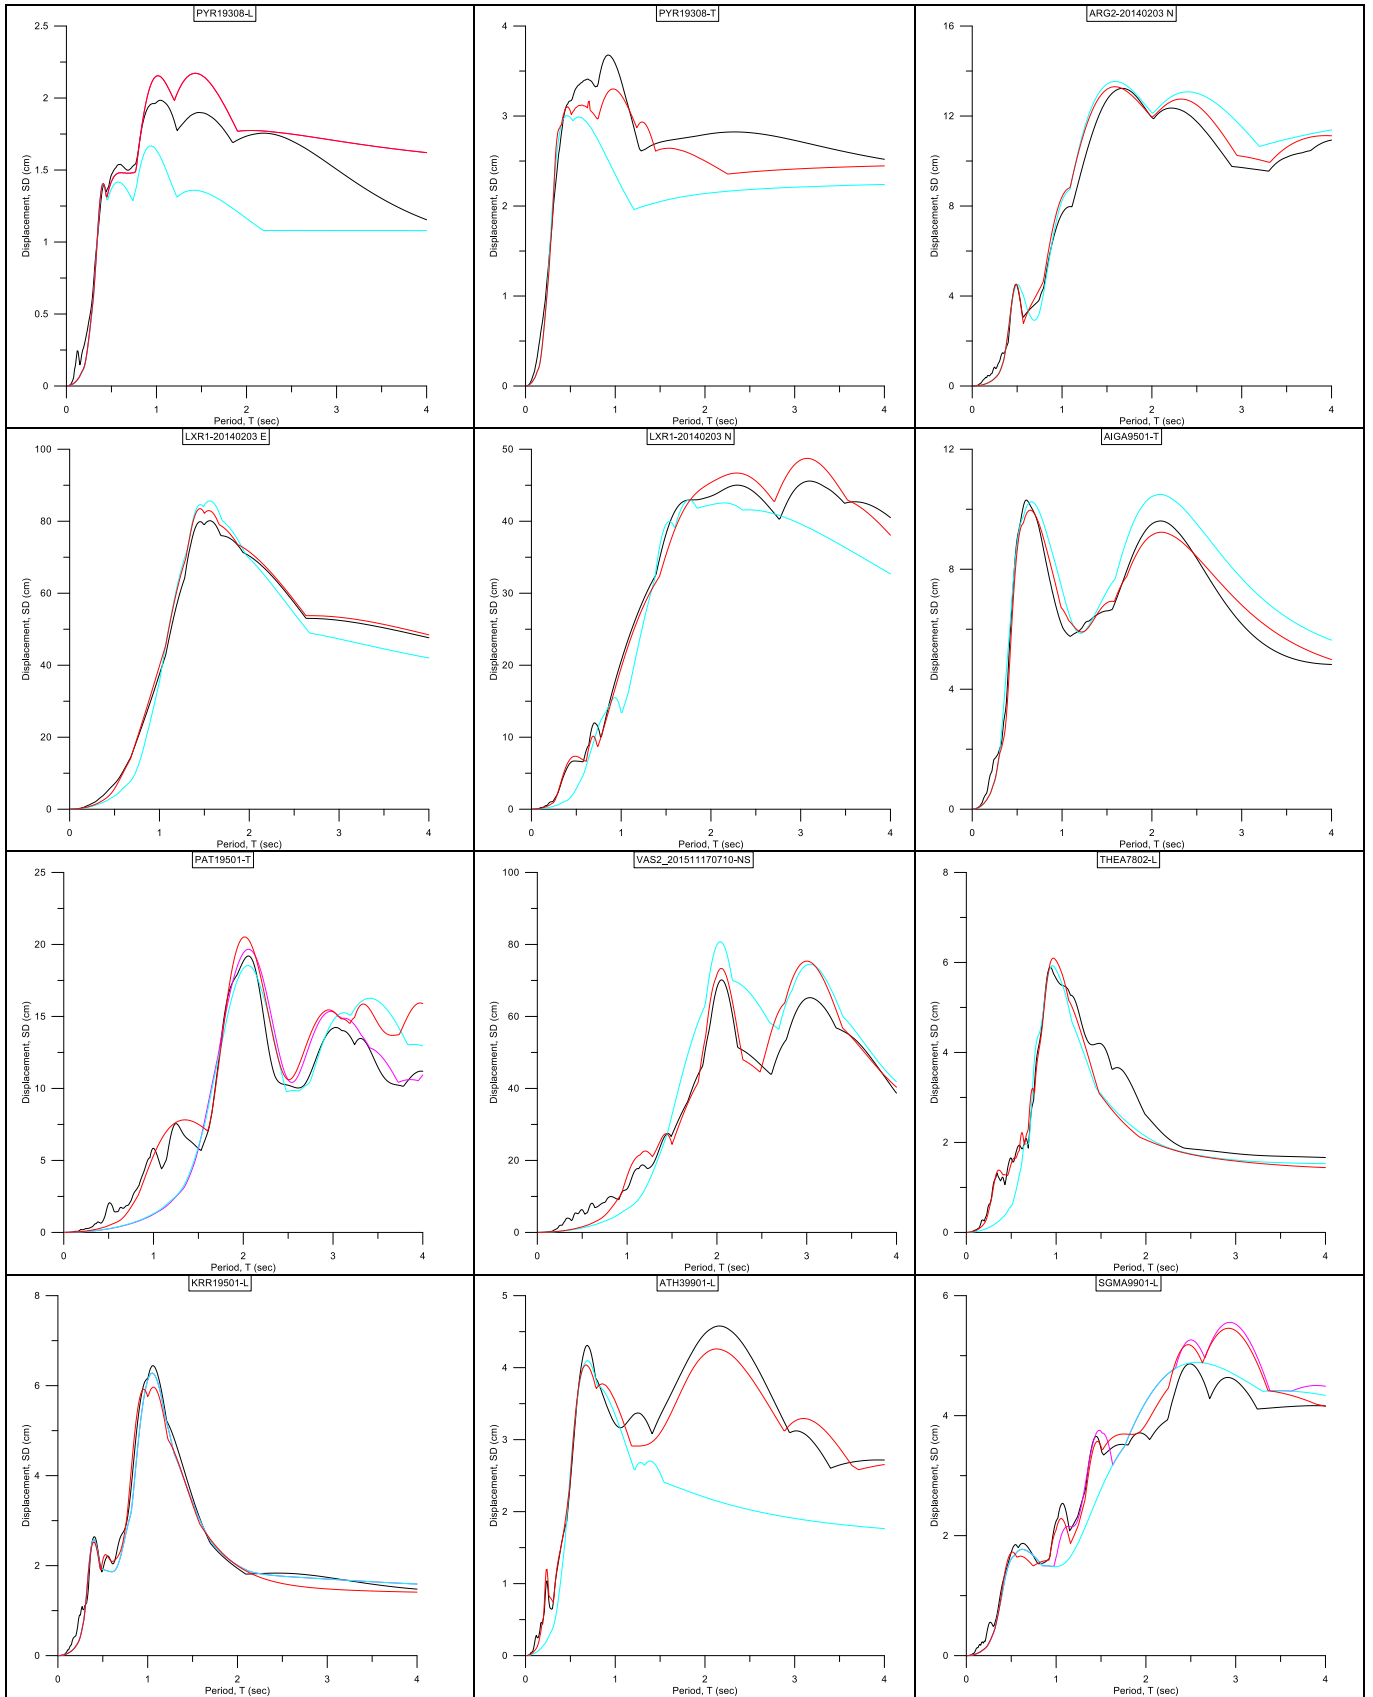 PYR19308-L
2.5
2
1.5
1
0.5
0
Displacement, SD (cm)
0 1 2 3 4
Period, T (sec)
PYR19308-T
4
3
2
1
0
Displacement, SD (cm)
0 1 2 3 4
Period, T (sec)
ARG2-20140203 N
16
12
8
4
0
Displacement, SD (cm)
0 1 2 3 4
Period, T (sec)
LXR1-20140203 E
100
80
60
40
20
0
Displacement, SD (cm)
0 1 2 3 4
Period, T (sec)
LXR1-20140203 N
50
40
30
20
10
0
Displacement, SD (cm)
0 1 2 3 4
Period, T (sec)
AIGA9501-T
12
8
4
0
Displacement, SD (cm)
0 1 2 3 4
Period, T (sec)
PAT19501-T
25
20
15
10
5
0
Displacement, SD (cm)
0 1 2 3 4
Period, T (sec)
VAS2_201511170710-NS
100
80
60
40
20
0
Displacement, SD (cm)
0 1 2 3 4
Period, T (sec)
THEA7802-L
8
6
4
2
0
Displacement, SD (cm)
0 1 2 3 4
Period, T (sec)
KRR19501-L
8
6
4
2
0
Displacement, SD (cm)
0 1 2 3 4
Period, T (sec)
ATH39901-L
5
4
3
2
1
0
Displacement, SD (cm)
0 1 2 3 4
Period, T (sec)
SGMA9901-L
6
4
2
0
Displacement, SD (cm)
0 1 2 3 4
Period, T (sec)